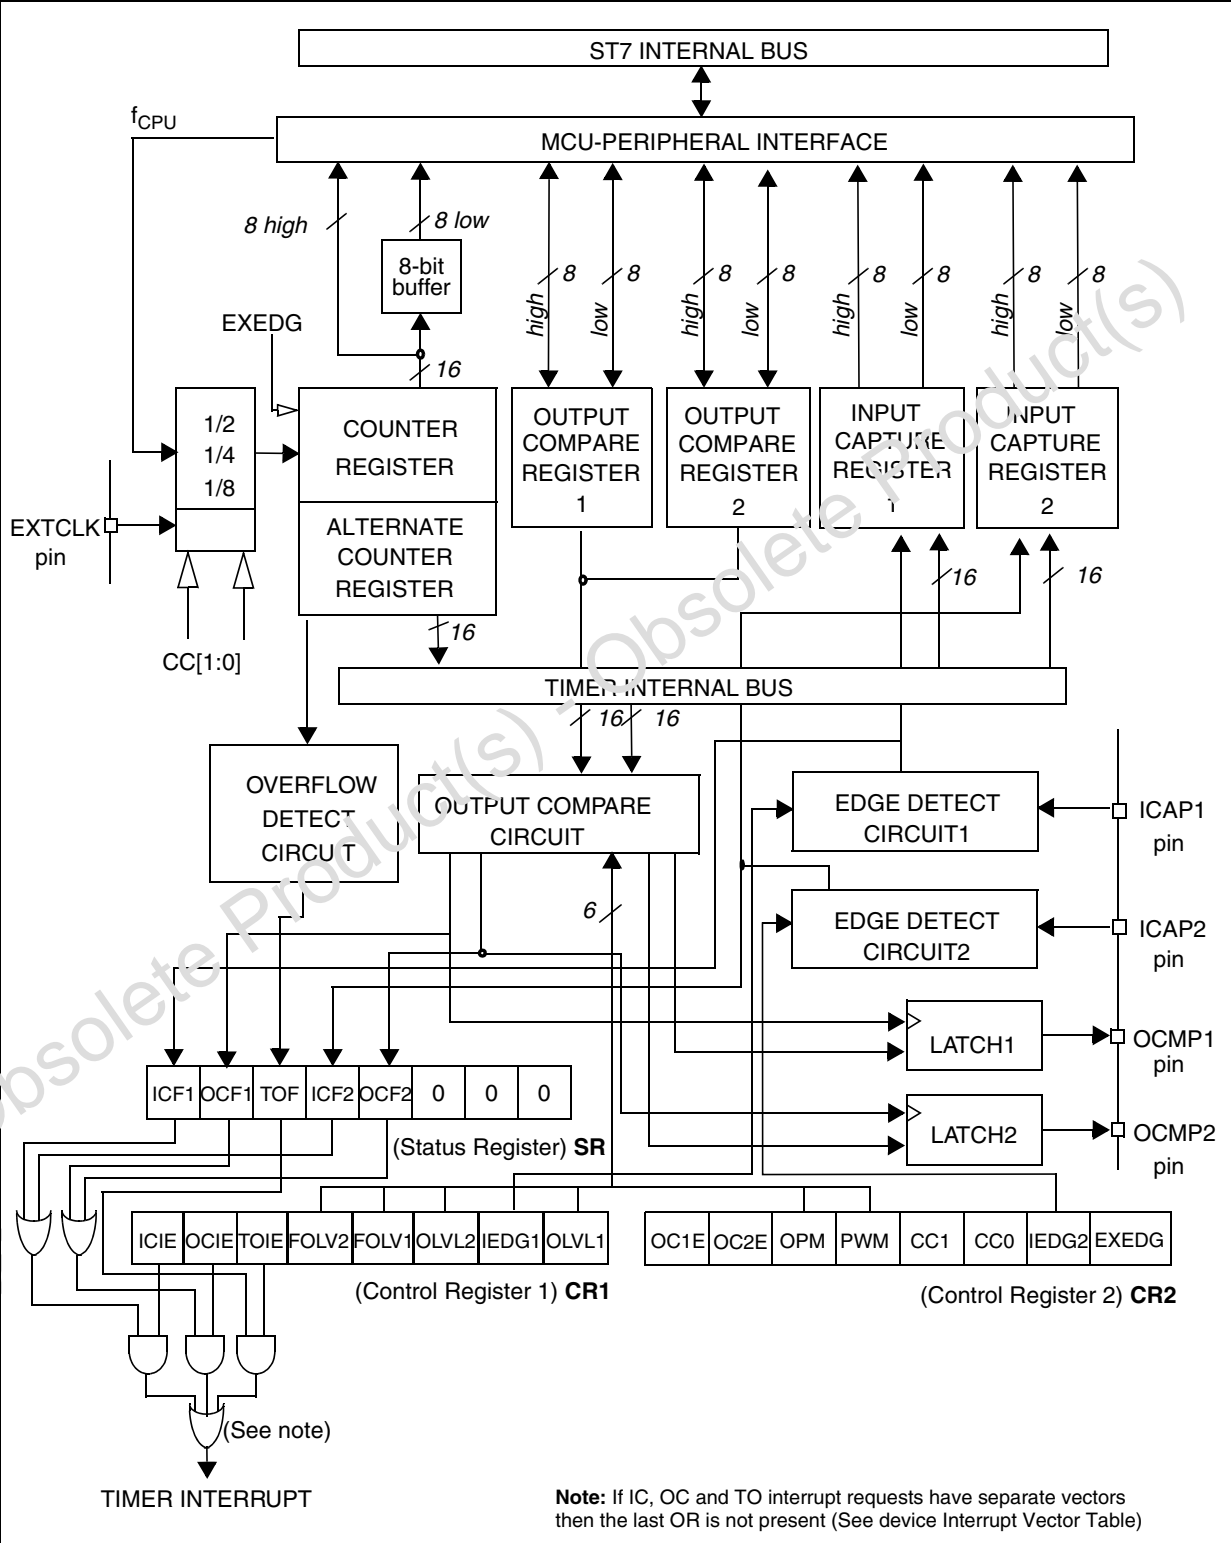 ST7 INTERNAL BUS
fCPU
MCU-PERIPHERAL INTERFACE
8 high
8 low
8-bit
buffer
high
8
low
8
high
8
low
8
high
8
low
8
high
8
low
8
EXEDG
16
1/2
1/4
1/8
COUNTER
REGISTER
ALTERNATE
COUNTER
REGISTER
OUTPUT
COMPARE
REGISTER
1
OUTPUT
COMPARE
REGISTER
2
INPUT
CAPTURE
REGISTER
1
INPUT
CAPTURE
REGISTER
2
EXTCLK
pin
CC[1:0]
16
16
16
TIMER INTERNAL BUS
16
16
OVERFLOW
DETECT
CIRCUIT
OUTPUT COMPARE
CIRCUIT
EDGE DETECT
CIRCUIT1
ICAP1
pin
6
EDGE DETECT
CIRCUIT2
ICAP2
pin
LATCH1
OCMP1
pin
LATCH2
OCMP2
pin
ICF1 OCF1 TOF ICF2 OCF2 0 0 0
(Status Register) SR
ICIE OCIE TOIE FOLV2 FOLV1 OLVL2 IEDG1 OLVL1
(Control Register 1) CR1
OC1E OC2E OPM PWM CC1 CC0 IEDG2 EXEDG
(Control Register 2) CR2
(See note)
TIMER INTERRUPT
Note: If IC, OC and TO interrupt requests have separate vectors
then the last OR is not present (See device Interrupt Vector Table)
Obsolete Product(s) - Obsolete Product(s)